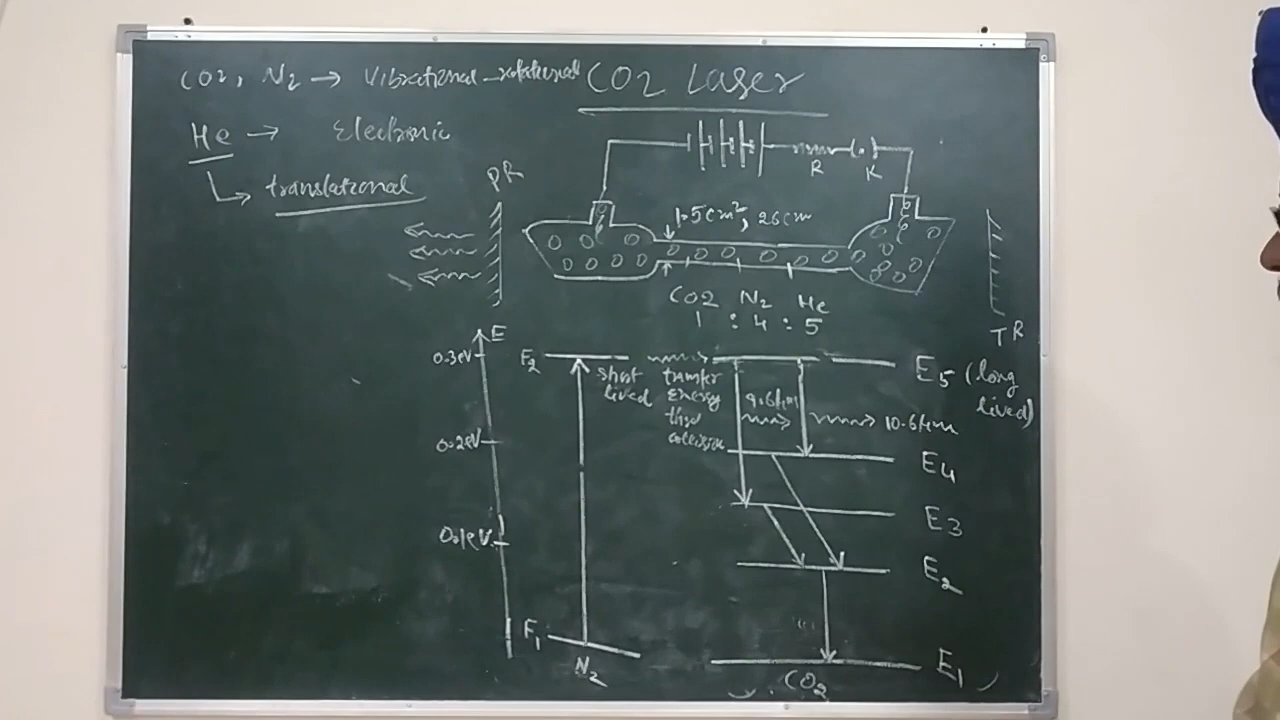 CO2, N2 → Vibrational-rotational
CO2 Laser
He → Electronic
↳ translational
R K
PR
1.5cm², 26cm
CO2 N2 He
1 : 4 : 5
TR
E
0.3eV
0.2eV
0.1eV
F2
short
lived
F1
N2
transfer
energy
thro
collision
9.6μm
10.6μm
E5 (long
lived)
E4
E3
E2
E1
CO2